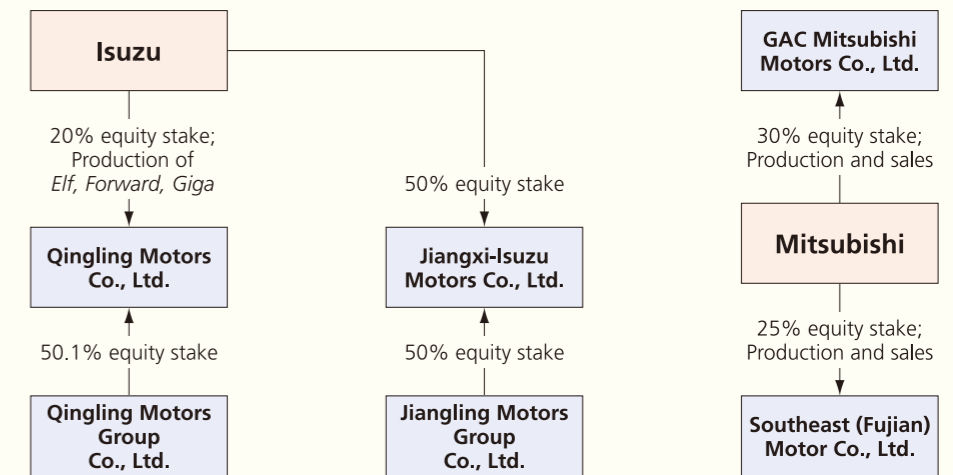 Isuzu
20% equity stake;
Production of
Elf, Forward, Giga
Qingling Motors
Co., Ltd.
50.1% equity stake
Qingling Motors
Group
Co., Ltd.
50% equity stake
Jiangxi-Isuzu
Motors Co., Ltd.
50% equity stake
Jiangling Motors
Group
Co., Ltd.
GAC Mitsubishi
Motors Co., Ltd.
30% equity stake;
Production and sales
Mitsubishi
25% equity stake;
Production and sales
Southeast (Fujian)
Motor Co., Ltd.